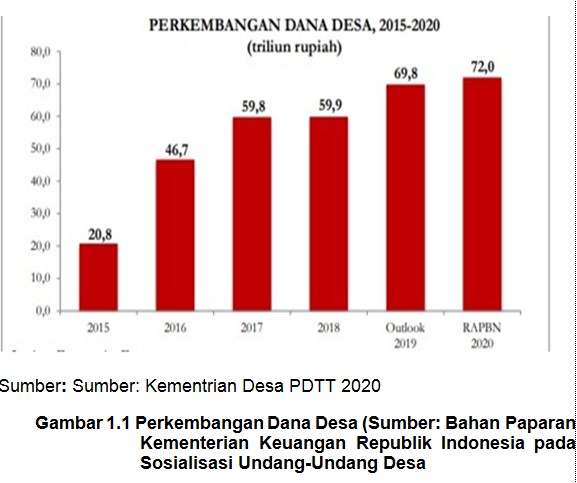 PERKEMBANGAN DANA DESA, 2015-2020
(triliun rupiah)
80,0
70,0
60,0
50,0
40,0
30,0
20,0
10,0
0,0
20,8
46,7
59,8
59,9
69,8
72,0
2015
2016
2017
2018
Outlook
2019
RAPBN
2020
Sumber: Sumber: Kementrian Desa PDTT 2020
Gambar 1.1 Perkembangan Dana Desa (Sumber: Bahan Paparan
Kementerian Keuangan Republik Indonesia pada
Sosialisasi Undang-Undang Desa